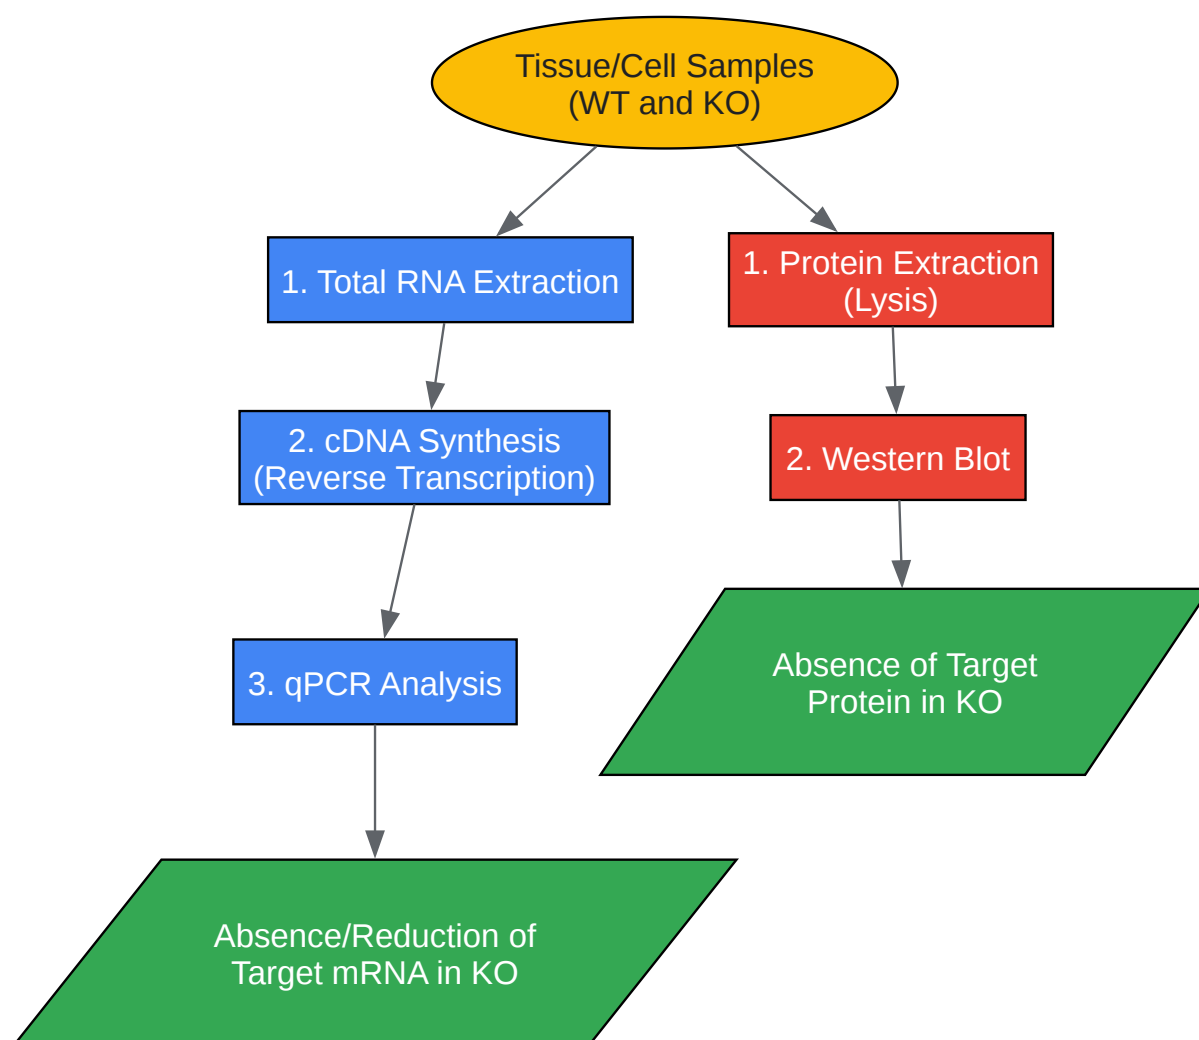 Tissue/Cell Samples
(WT and KO)
1. Total RNA Extraction
1. Protein Extraction
(Lysis)
2. cDNA Synthesis
(Reverse Transcription)
2. Western Blot
3. qPCR Analysis
Absence of Target
Protein in KO
Absence/Reduction of
Target mRNA in KO